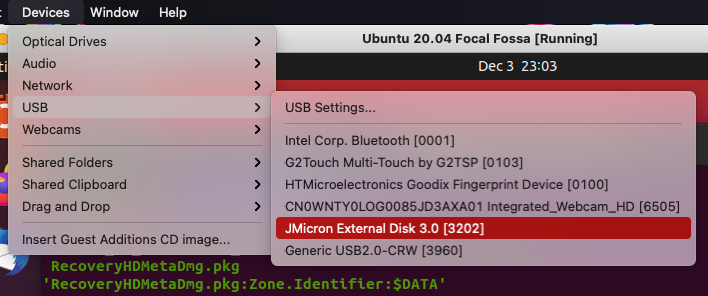 Devices Window Help
Ubuntu 20.04 Focal Fossa [Running]
Dec 3 23:03
Optical Drives
Audio
Network
USB
Webcams
Shared Folders
Shared Clipboard
Drag and Drop
Insert Guest Additions CD image...
USB Settings...
Intel Corp. Bluetooth [0001]
G2Touch Multi-Touch by G2TSP [0103]
HTMicroelectronics Goodix Fingerprint Device [0100]
CN0WNTY0LOG0085JD3AXA01 Integrated_Webcam_HD [6505]
JMicron External Disk 3.0 [3202]
Generic USB2.0-CRW [3960]
RecoveryHDMetaDmg.pkg
'RecoveryHDMetaDmg.pkg:Zone.Identifier:$DATA'